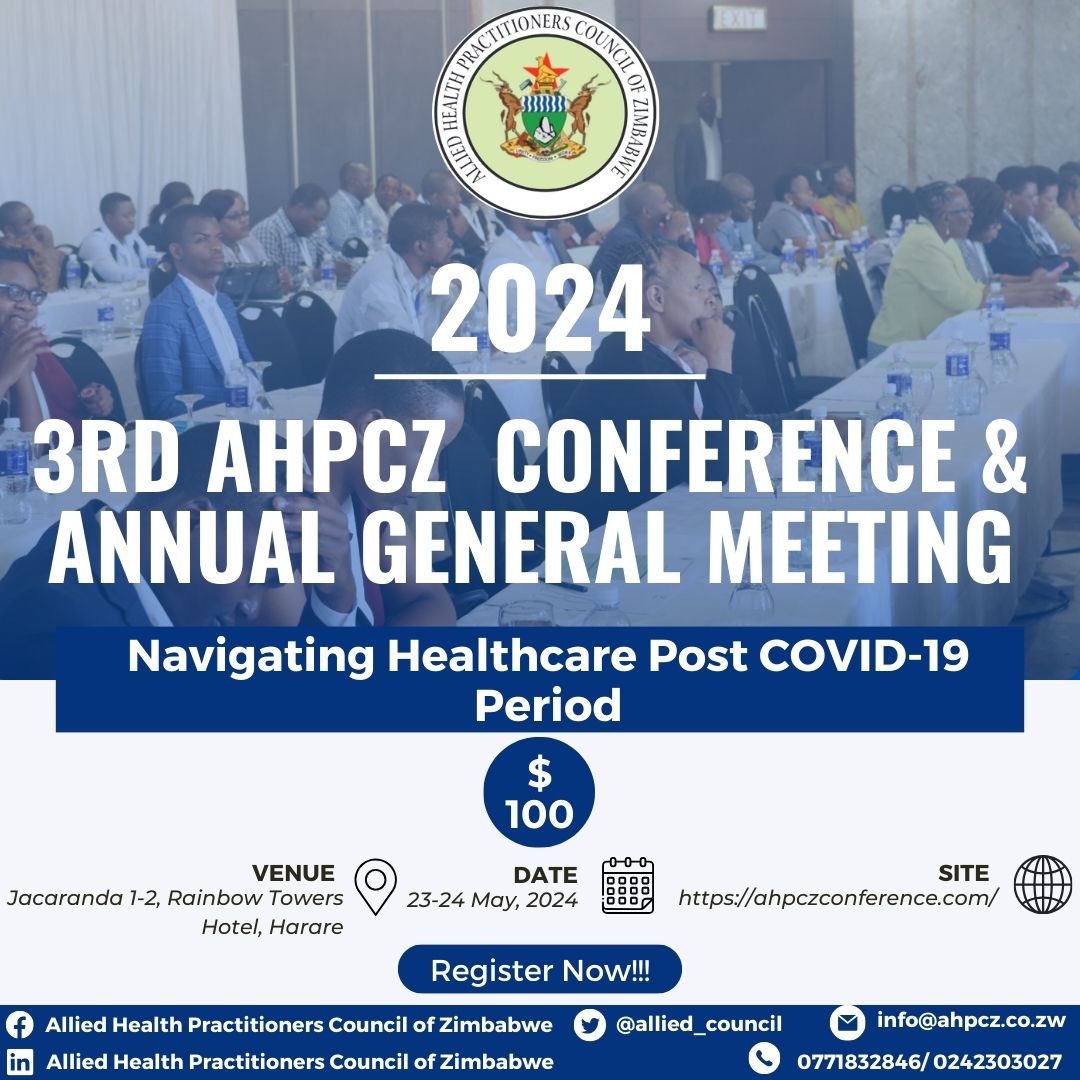 EXIT
ALLIED HEALTH PRACTITIONERS COUNCIL OF ZIMBABWE
2024
3RD AHPCZ CONFERENCE &
ANNUAL GENERAL MEETING
Navigating Healthcare Post COVID-19
Period
$
100
VENUE
Jacaranda 1-2, Rainbow Towers
Hotel, Harare
DATE
23-24 May, 2024
SITE
https://ahpczconference.com/
Register Now!!!
Allied Health Practitioners Council of Zimbabwe
@allied_council
info@ahpcz.co.zw
Allied Health Practitioners Council of Zimbabwe
0771832846/ 0242303027